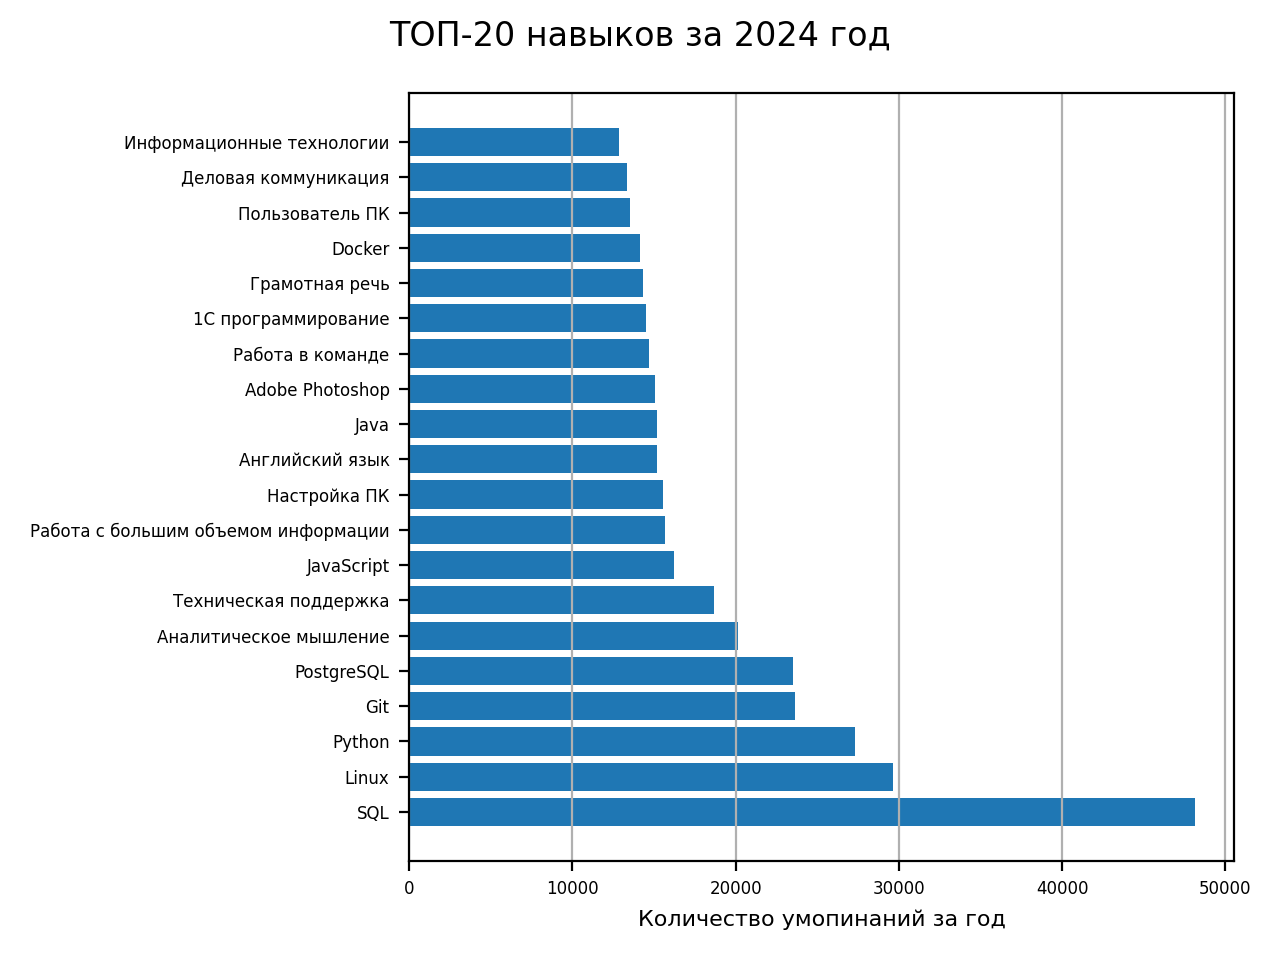 ТОП-20 навыков за 2024 год
Информационные технологии
Деловая коммуникация
Пользователь ПК
Docker
Грамотная речь
1С программирование
Работа в команде
Adobe Photoshop
Java
Английский язык
Настройка ПК
Работа с большим объемом информации
JavaScript
Техническая поддержка
Аналитическое мышление
PostgreSQL
Git
Python
Linux
SQL
0 10000 20000 30000 40000 50000
Количество умопинаний за год